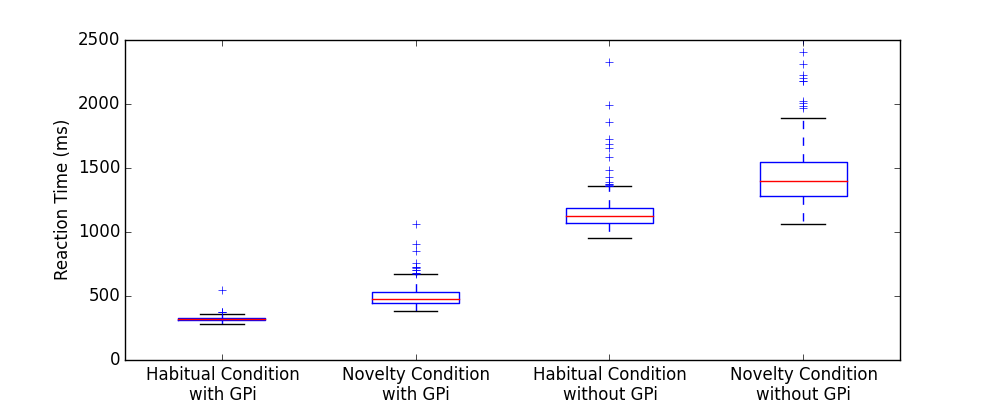 2500
2000
1500
1000
500
0
Reaction Time (ms)
Habitual Condition with GPi
Novelty Condition with GPi
Habitual Condition without GPi
Novelty Condition without GPi